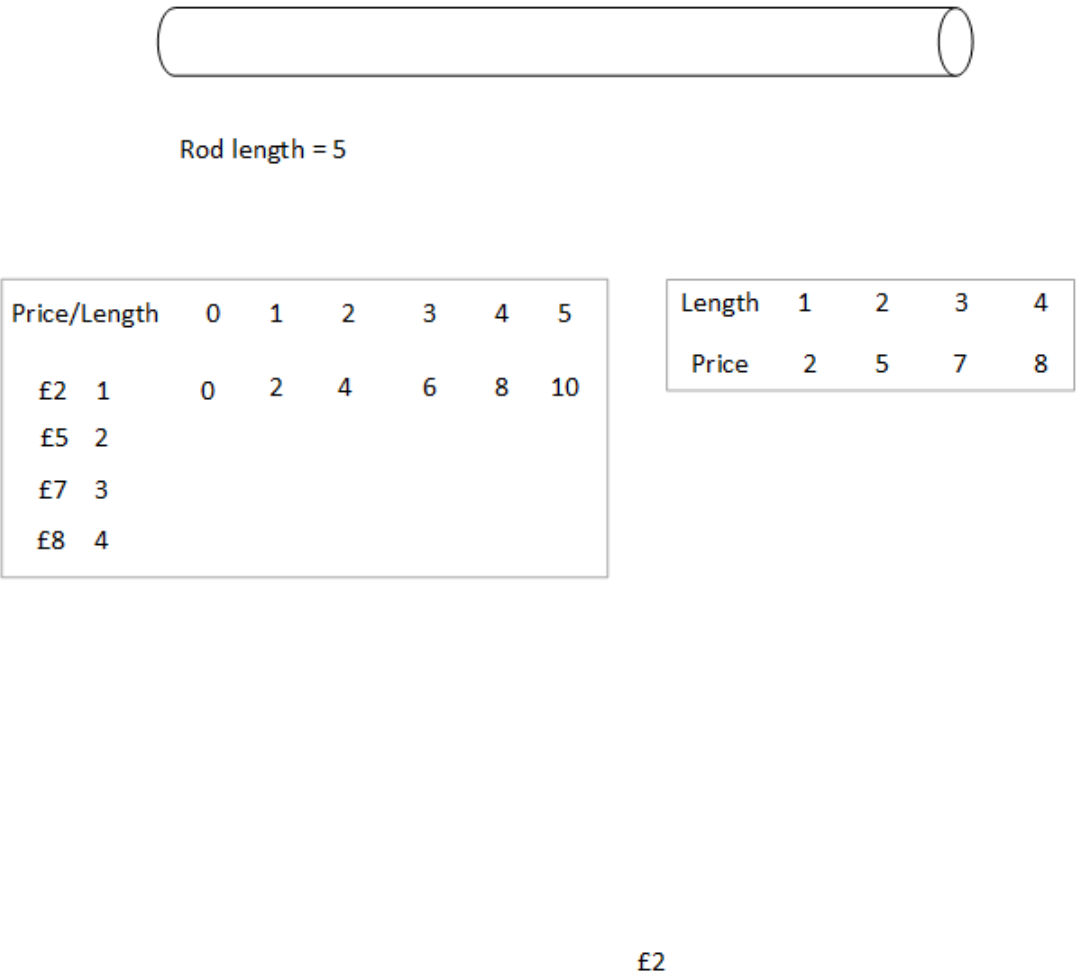 Rod length = 5
Price/Length 0 1 2 3 4 5
£2 1 0 2 4 6 8 10
£5 2
£7 3
£8 4
Length 1 2 3 4
Price 2 5 7 8
£2